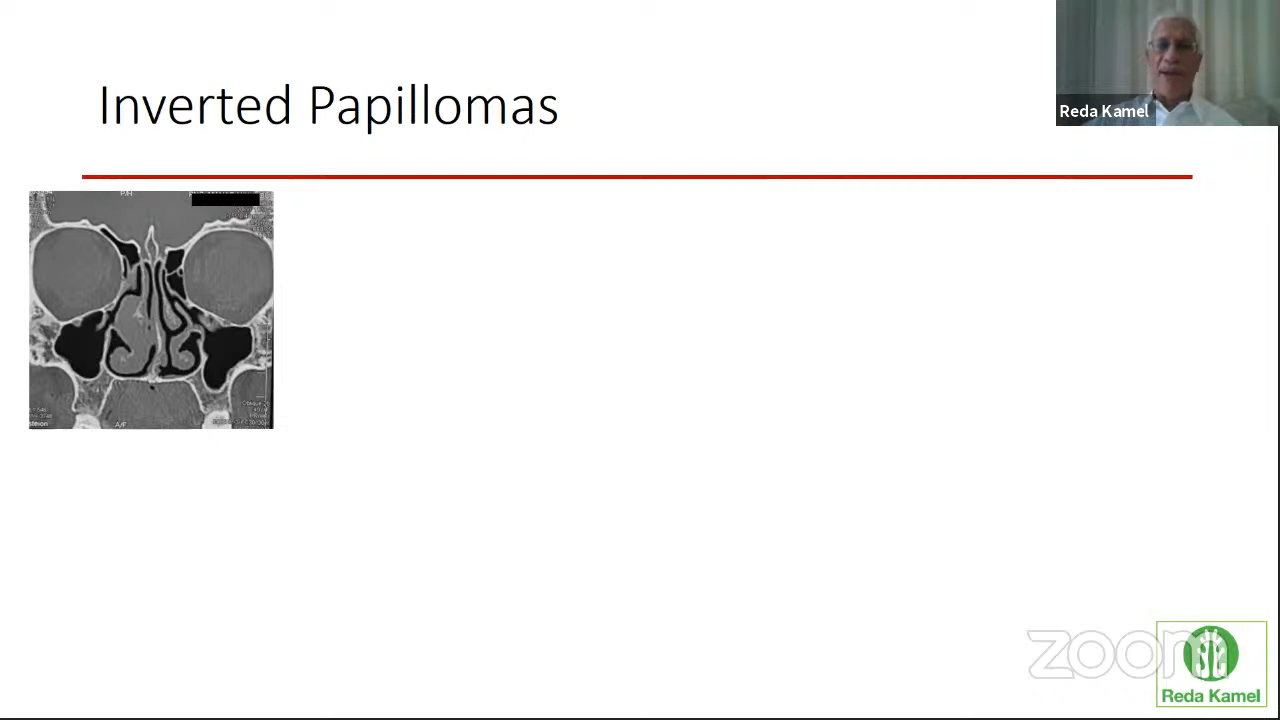 Inverted Papillomas
Reda Kamel
P/H
A/F
zoom
Reda Kamel